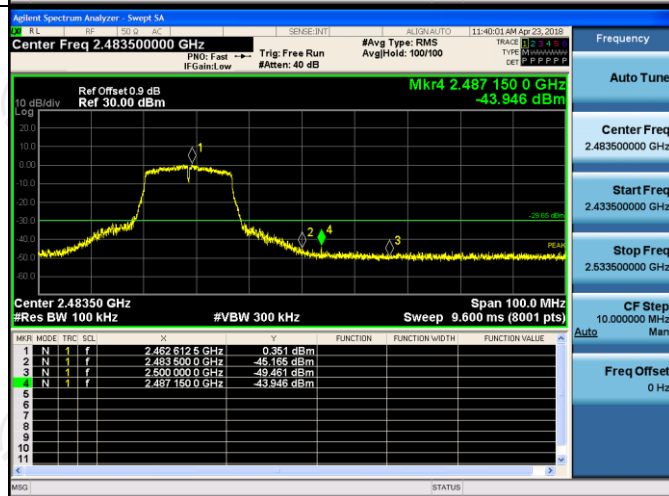 Agilent Spectrum Analyzer - Swept SA
RL RF 50 Ω AC SENSE:INT ALIGNAUTO 11:40:01 AM Apr 23, 2018
Center Freq 2.483500000 GHz
PNO: Fast
IFGain:Low
Trig: Free Run
#Atten: 40 dB
#Avg Type: RMS
Avg|Hold: 100/100
TRACE 1 2 3 4 5 6
TYPE M
DET P P P P P P
Ref Offset 0.9 dB
10 dB/div Ref 30.00 dBm
Log
Mkr4 2.487 150 0 GHz
-43.946 dBm
20.0
10.0
0.00
-10.0
-20.0
-30.0
-40.0
-50.0
-60.0
1
2
4
3
-29.65 dBm
PEAK
Center 2.48350 GHz Span 100.0 MHz
#Res BW 100 kHz #VBW 300 kHz Sweep 9.600 ms (8001 pts)
MKR MODE TRC SCL X Y FUNCTION FUNCTION WIDTH FUNCTION VALUE
1 N 1 f 2.462 612 5 GHz 0.351 dBm
2 N 1 f 2.483 500 0 GHz -45.165 dBm
3 N 1 f 2.500 000 0 GHz -49.461 dBm
4 N 1 f 2.487 150 0 GHz -43.946 dBm
5
6
7
8
9
10
11
MSG STATUS
Frequency
Auto Tune
Center Freq
2.483500000 GHz
Start Freq
2.433500000 GHz
Stop Freq
2.533500000 GHz
CF Step
10.000000 MHz
Auto Man
Freq Offset
0 Hz